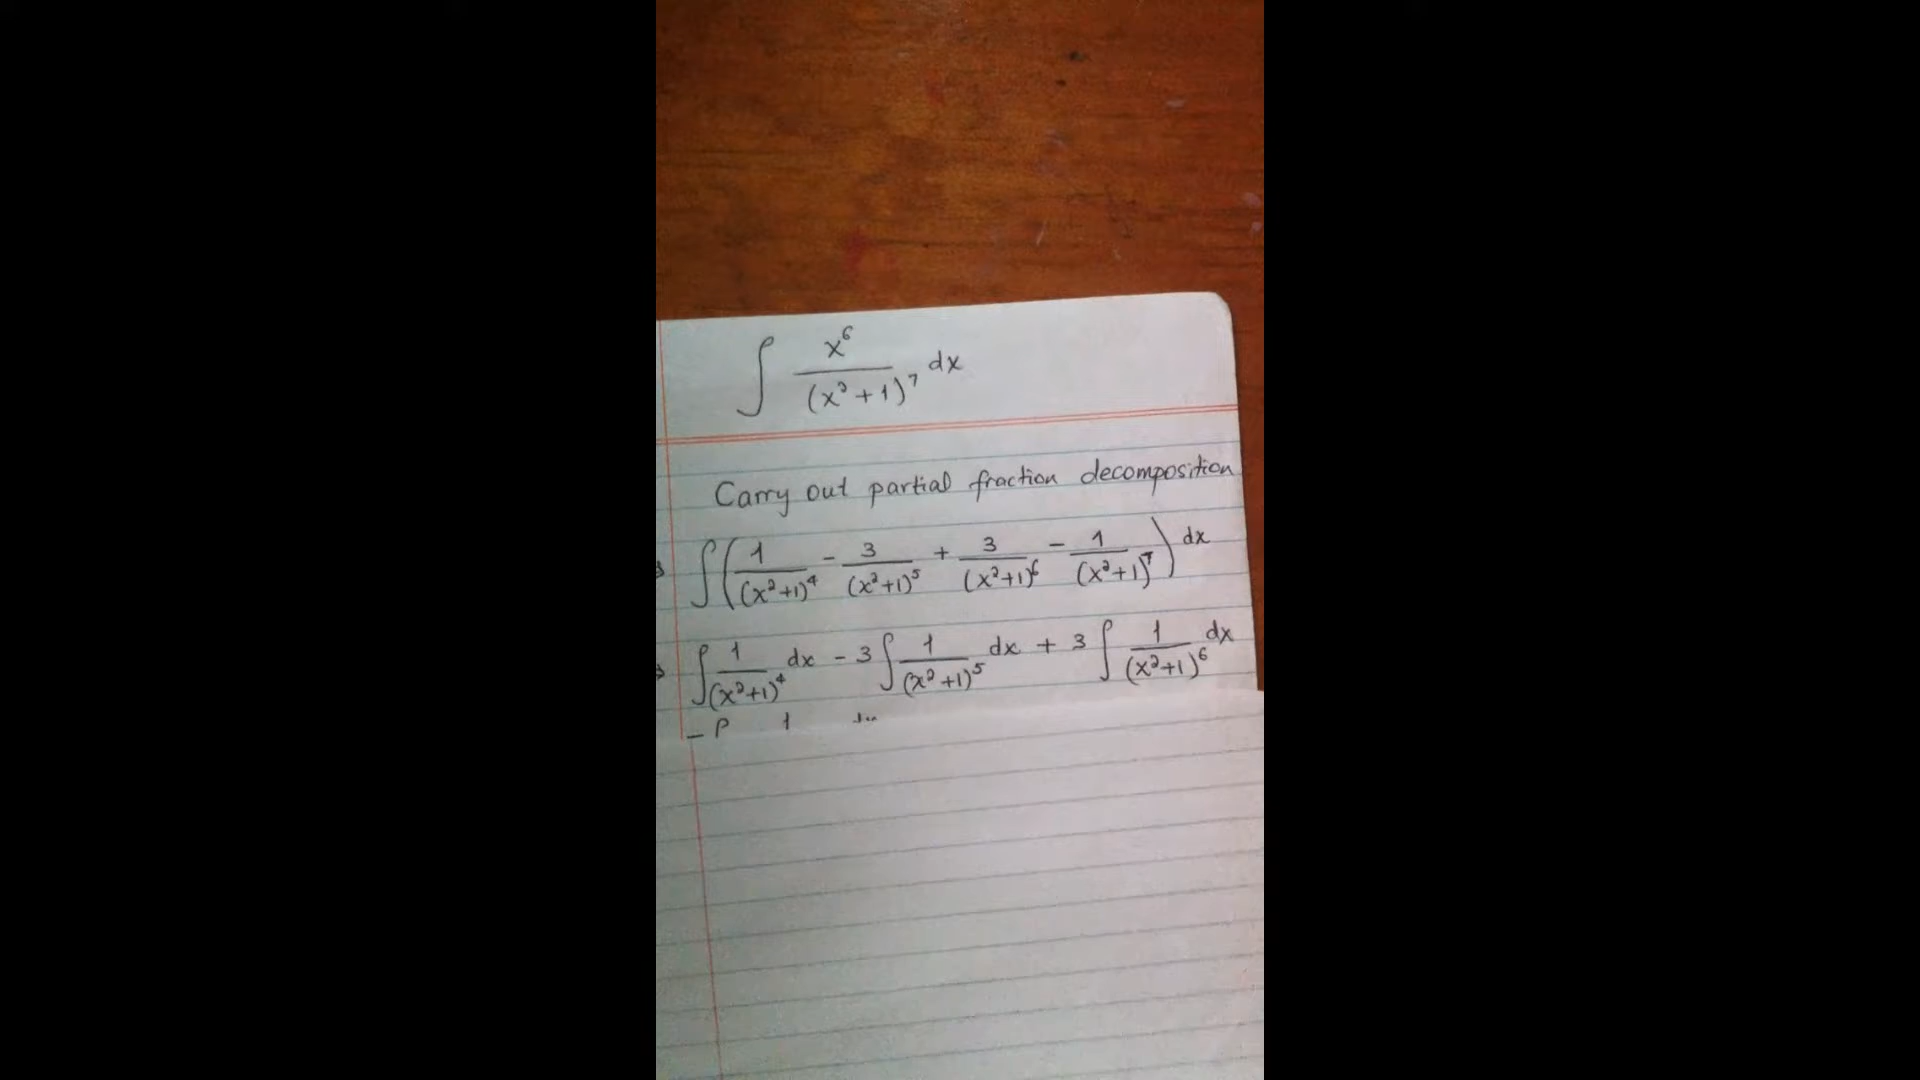 ∫ x⁶ / (x²+1)⁷ dx
Carry out partial fraction decomposition
∫ ( 1/(x²+1)⁴ - 3/(x²+1)⁵ + 3/(x²+1)⁶ - 1/(x²+1)⁷ ) dx
∫ 1/(x²+1)⁴ dx - 3 ∫ 1/(x²+1)⁵ dx + 3 ∫ 1/(x²+1)⁶ dx